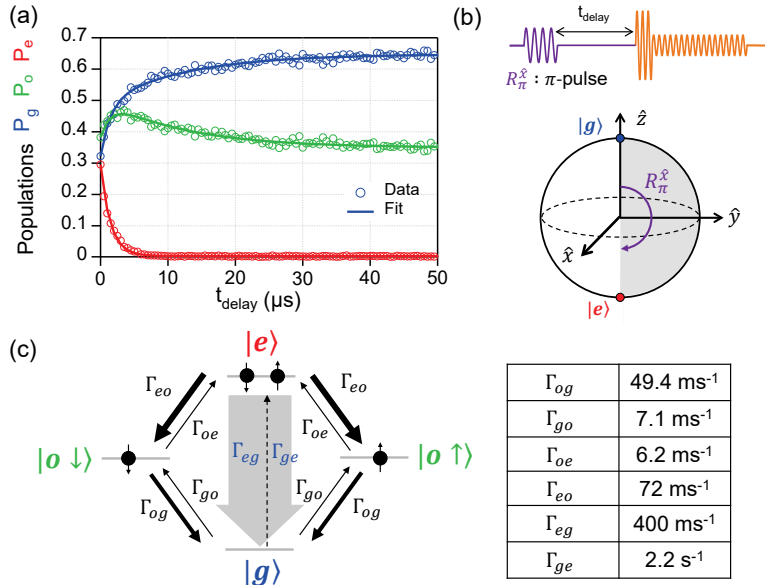 (a)
Populations P_g P_o P_e
0.7
0.6
0.5
0.4
0.3
0.2
0.1
0
Data
Fit
0 10 20 30 40 50
t_delay (μs)
(b)
t_delay
R_π^x̂ : π-pulse
|g⟩
ẑ
R_π^x̂
ŷ
x̂
|e⟩
(c)
|e⟩
Γ_eo Γ_eo
Γ_oe Γ_oe
|o ↓⟩ Γ_eg Γ_ge |o ↑⟩
Γ_go Γ_go
Γ_og Γ_og
|g⟩
Γ_og 49.4 ms⁻¹
Γ_go 7.1 ms⁻¹
Γ_oe 6.2 ms⁻¹
Γ_eo 72 ms⁻¹
Γ_eg 400 ms⁻¹
Γ_ge 2.2 s⁻¹